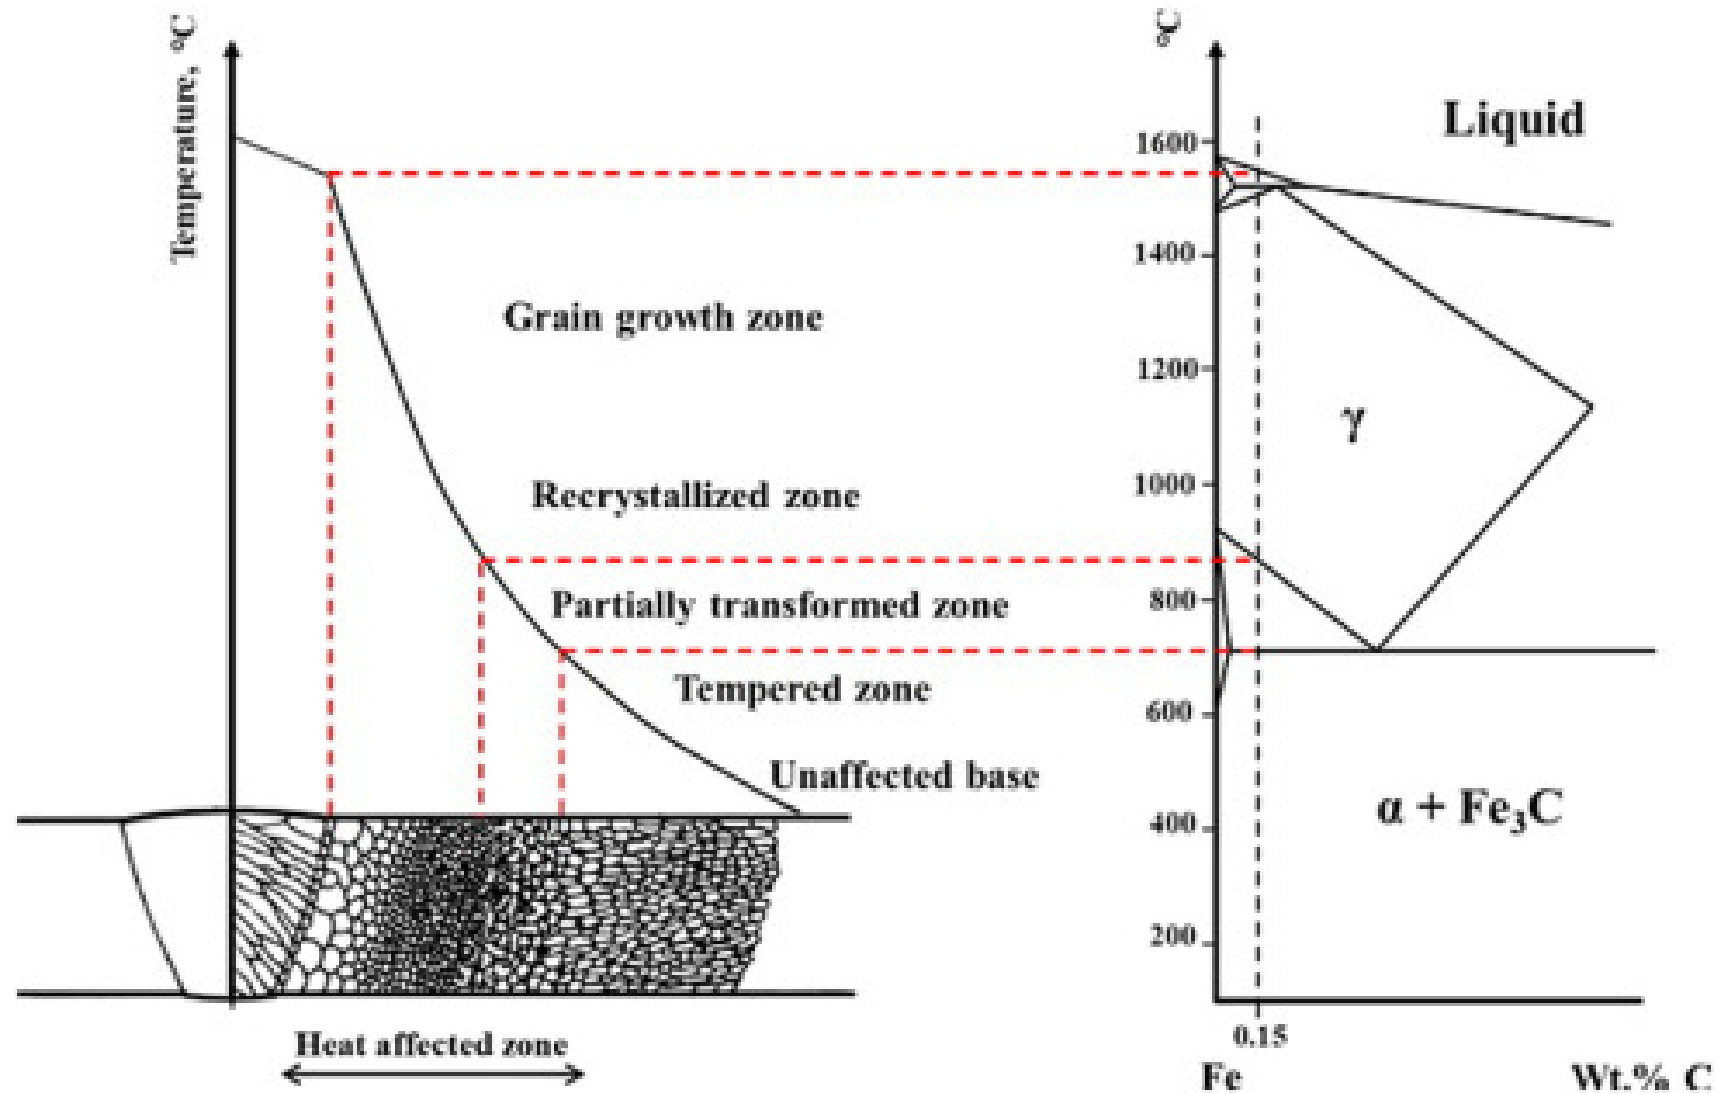 Temperature, °C
Grain growth zone
Recrystallized zone
Partially transformed zone
Tempered zone
Unaffected base
Heat affected zone
°C
1600
1400
1200
1000
800
600
400
200
Liquid
γ
α + Fe₃C
0.15
Fe
Wt.% C